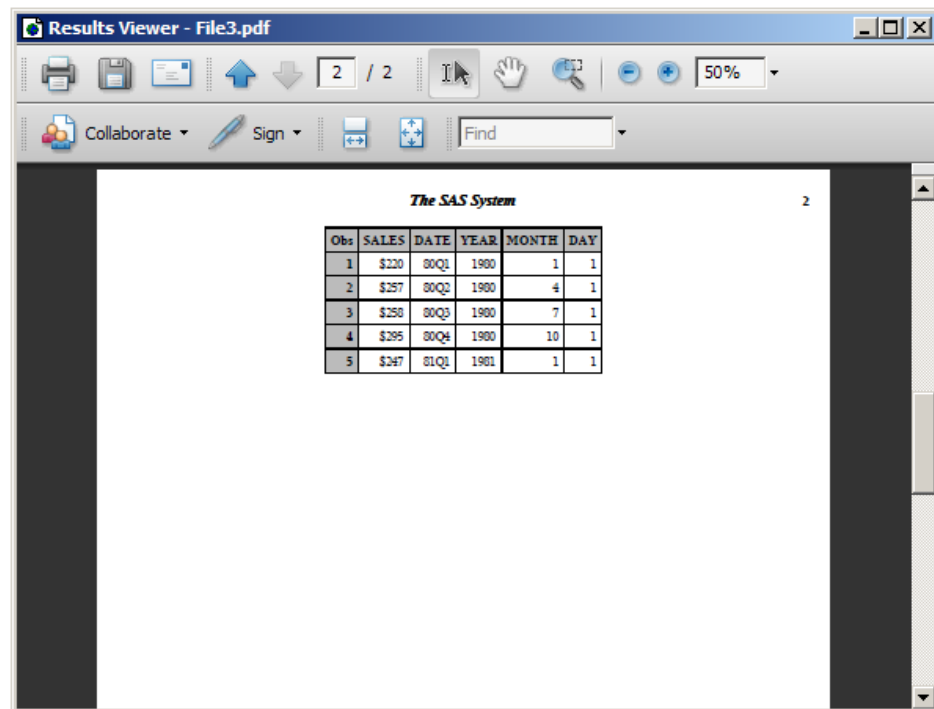 Results Viewer - File3.pdf
2 / 2 50%
Collaborate Sign Find
The SAS System 2
Obs SALES DATE YEAR MONTH DAY
1 $220 80Q1 1980 1 1
2 $257 80Q2 1980 4 1
3 $258 80Q3 1980 7 1
4 $295 80Q4 1980 10 1
5 $247 81Q1 1981 1 1